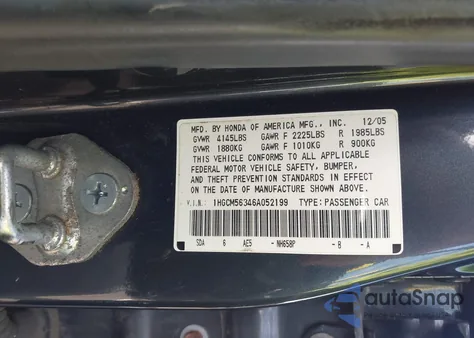 MFD. BY HONDA OF AMERICA MFG., INC. 12/05
GVWR 4145LBS GAWR F 2225LBS R 1985LBS
GVWR 1880KG GAWR F 1010KG R 900KG
THIS VEHICLE CONFORMS TO ALL APPLICABLE
FEDERAL MOTOR VEHICLE SAFETY, BUMPER,
AND THEFT PREVENTION STANDARDS IN EFFECT
ON THE DATE OF MANUFACTURE SHOWN ABOVE.
V.I.N.: 1HGCM56346A052199 TYPE: PASSENGER CAR
SDA 6 AE5 -NH658P -B -A
autoSnap